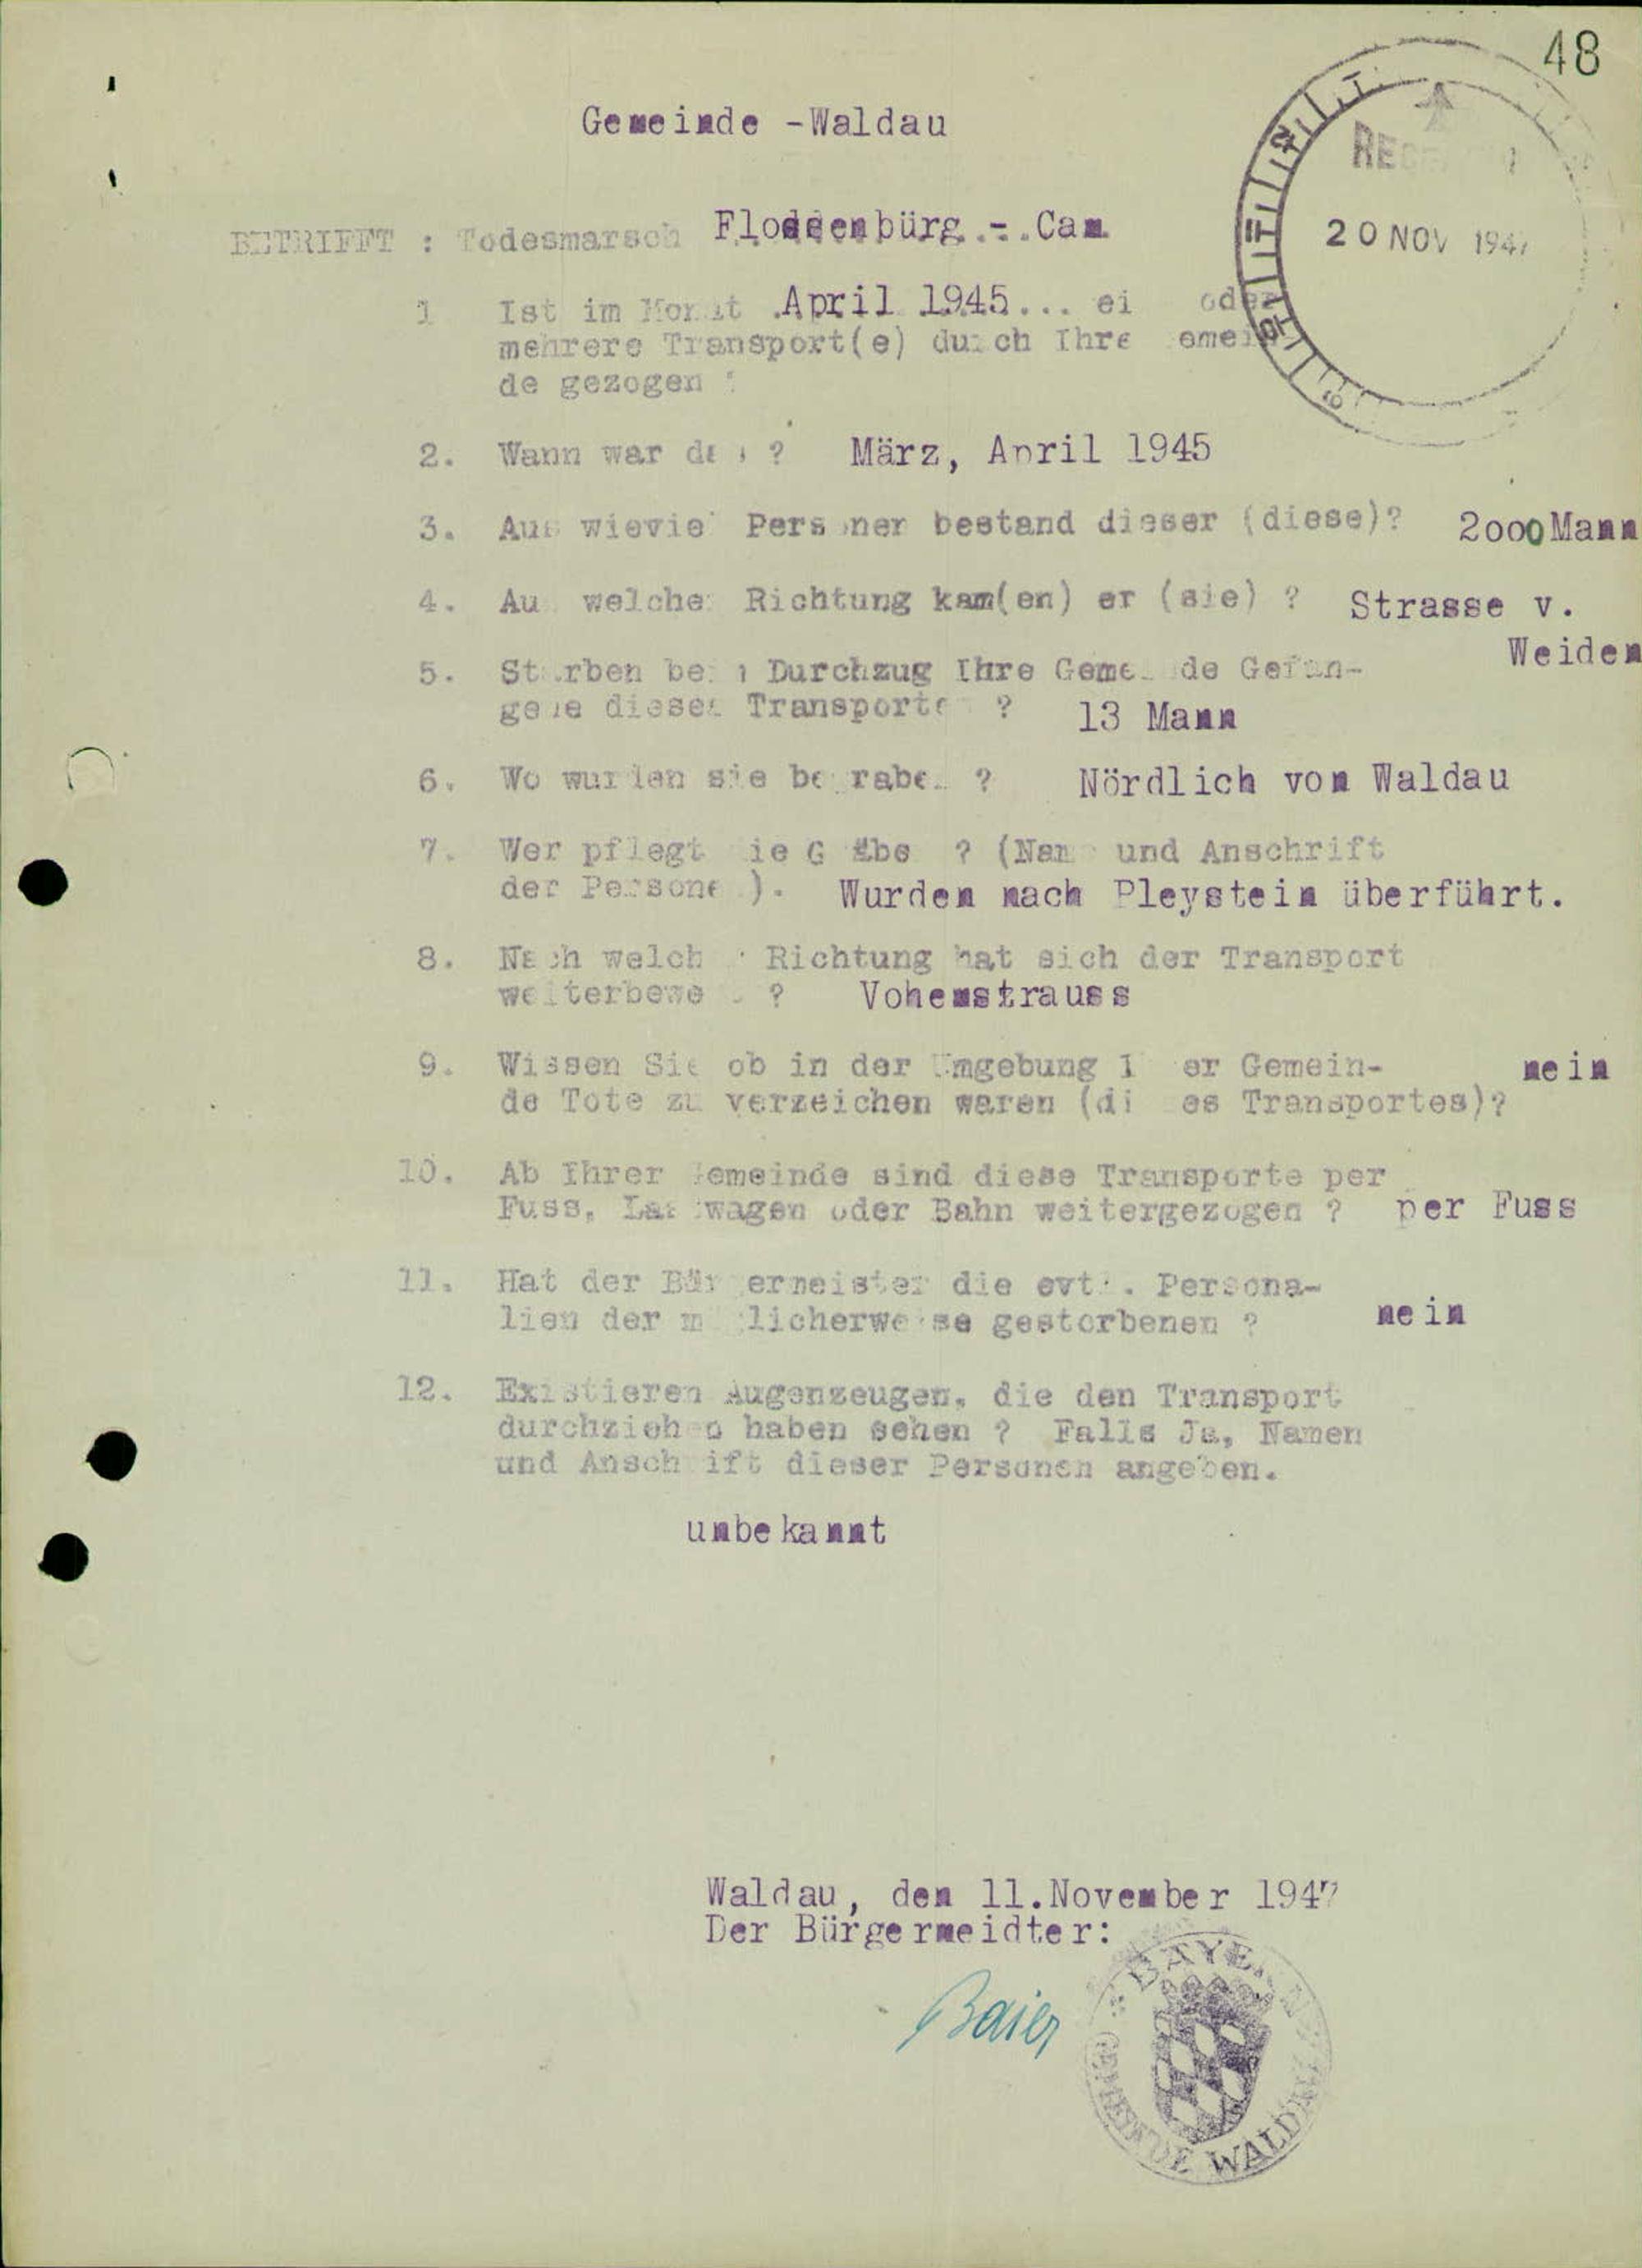 48
Gemeinde -Waldau
RECEIVED
20 NOV 1947
BETRIFFT : Todesmarsch Flossenbürg.-.Cam
1 Ist im Monat .April 1945... ei oder
mehrere Transport(e) durch Ihre emein
de gezogen
2. Wann war das ? März, April 1945
3. Aus wieviel Personen bestand dieser (diese)? 2000 Mann
4. Aus welcher Richtung kam(en) er (sie) ? Strasse v.
Weiden
5. Starben beim Durchzug Ihre Gemeinde Gefan-
gene dieses Transportes ? 13 Mann
6. Wo wurden sie begraben ? Nördlich von Waldau
7. Wer pflegt die Gräber ? (Name und Anschrift
der Personen). Wurden nach Pleystein überführt.
8. Nach welcher Richtung hat sich der Transport
weiterbewegt ? Vohenstrauss
9. Wissen Sie ob in der Umgebung Ihrer Gemein- nein
de Tote zu verzeichen waren (dieses Transportes)?
10. Ab Ihrer Gemeinde sind diese Transporte per
Fuss, Lastwagen oder Bahn weitergezogen ? per Fuss
11. Hat der Bürgermeister die evtl. Persona-
lien der möglicherweise gestorbenen ? nein
12. Existieren Augenzeugen, die den Transport
durchziehen haben sehen ? Falls Ja, Namen
und Anschrift dieser Personen angeben.
unbekannt
Waldau, den 11.November 1947
Der Bürgermeidter:
Baier
BAYERN
GEMEINDE WALDAU